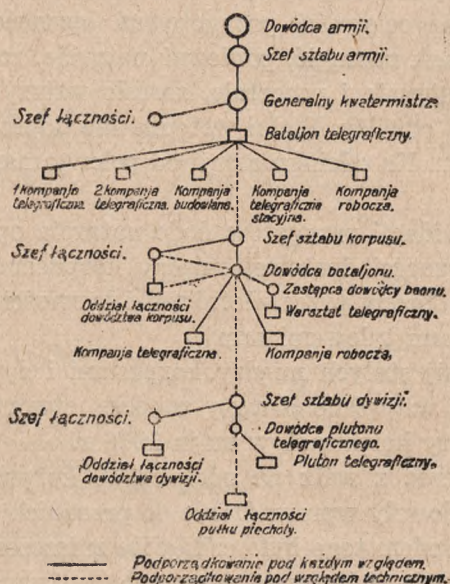 Dowódca armji.
Szef sztabu armji.
Generalny kwatermistrz.
Szef łączności.
Bataljon telegraficzny.
1 kompanja
telegraficzna.
2 kompanja
telegraficzna.
Kompanja
budowlana.
Kompanja
telegraficzna
stacyjna.
Kompanja
robocza.
Szef sztabu korpusu.
Szef łączności.
Dowódca bataljonu.
Zastępca dowódcy baonu.
Oddział łączności
dowództwa korpusu.
Warsztat telegraficzny.
Kompanja telegraficzna.
Kompanja robocza,
Szef sztabu dywizji.
Szef łączności.
Dowódca plutonu
telegraficznego.
Oddział łączności
dowództwa dywizji.
Pluton telegraficzny.
Oddział łączności
pułku piechoty.
Podporządkowanie pod każdym względem.
Podporządkowanie pod względem technicznym.